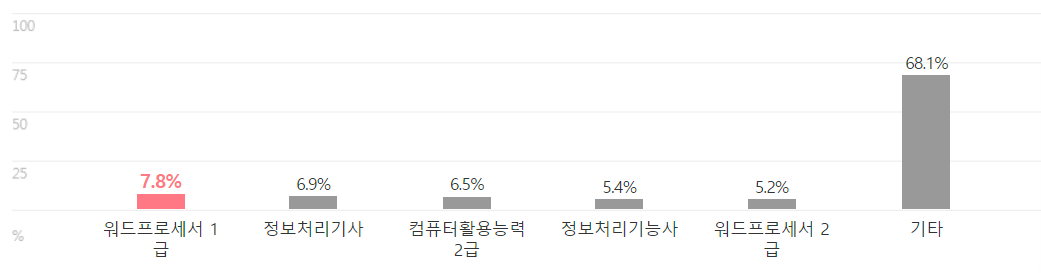 100
75
50
25
%
7.8%
6.9%
6.5%
5.4%
5.2%
68.1%
워드프로세서 1
급
정보처리기사
컴퓨터활용능력
2급
정보처리기능사
워드프로세서 2
급
기타